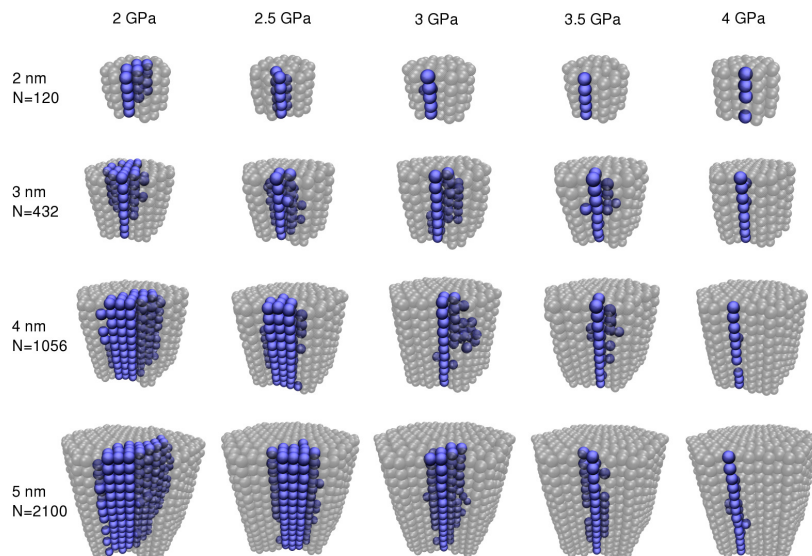 2 GPa 2.5 GPa 3 GPa 3.5 GPa 4 GPa
2 nm
N=120
3 nm
N=432
4 nm
N=1056
5 nm
N=2100